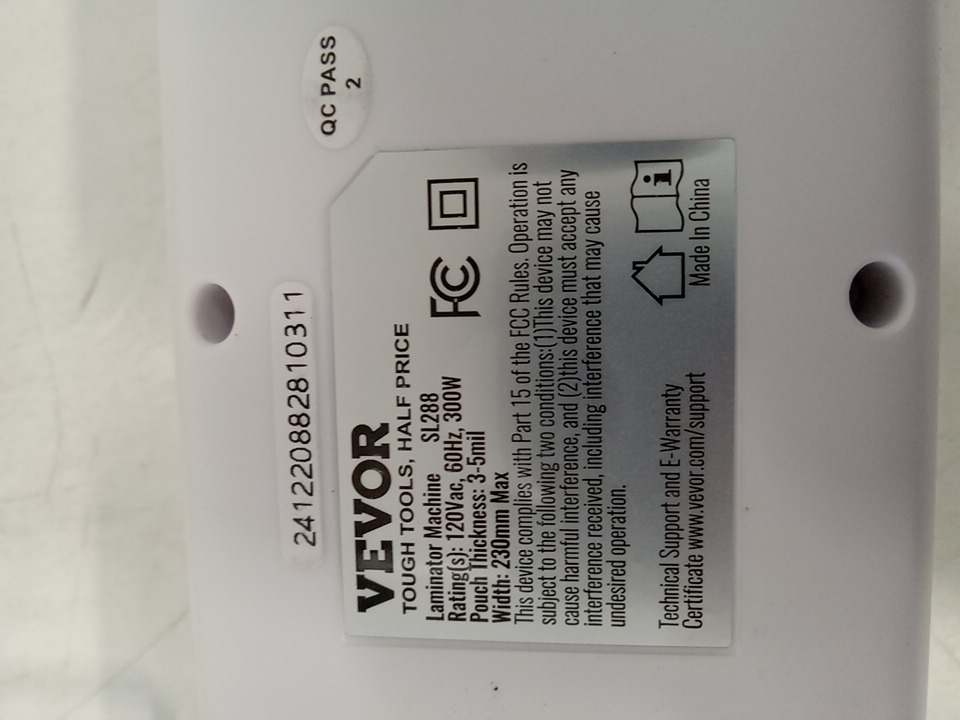 QC PASS
2
241220882810311
VEVOR
TOUGH TOOLS, HALF PRICE
Laminator Machine SL288
Rating(s): 120Vac, 60Hz, 300W
Pouch Thickness: 3-5mil
Width: 230mm Max
FC
This device complies with Part 15 of the FCC Rules. Operation is
subject to the following two conditions:(1)This device may not
cause harmful interference, and (2)this device must accept any
interference received, including interference that may cause
undesired operation.
Technical Support and E-Warranty
Certificate www.vevor.com/support
i
Made In China